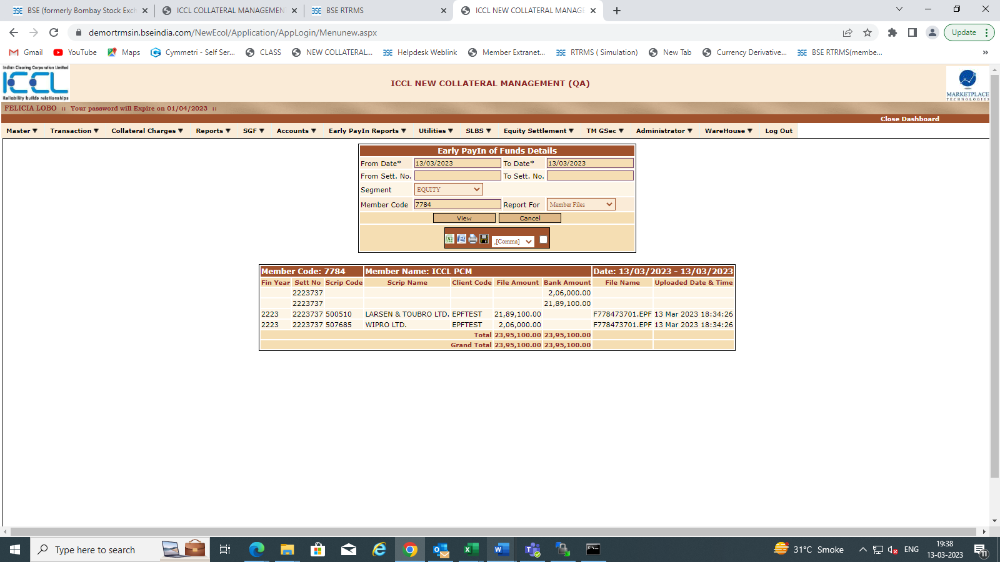 BSE (formerly Bombay Stock Exch
ICCL COLLATERAL MANAGEMENT
BSE RTRMS
ICCL NEW COLLATERAL MANAGE
demortrmsin.bseindia.com/NewEcol/Application/AppLogin/Menunew.aspx
Update
Gmail YouTube Maps Cymmetri - Self Ser... CLASS NEW COLLATERAL... Helpdesk Weblink Member Extranet... RTRMS ( Simulation) New Tab Currency Derivative... BSE RTRMS(membe... »
Indian Clearing Corporation Limited
ICCL
Reliability builds relationships
ICCL NEW COLLATERAL MANAGEMENT (QA)
MARKETPLACE
TECHNOLOGIES
FELICIA LOBO :: Your password will Expire on 01/04/2023 ::
Close Dashboard
Master▼ Transaction▼ Collateral Charges▼ Reports▼ SGF▼ Accounts▼ Early PayIn Reports▼ Utilities▼ SLBS▼ Equity Settlement▼ TM GSec▼ Administrator▼ WareHouse▼ Log Out
Early PayIn of Funds Details
From Date* 13/03/2023 To Date* 13/03/2023
From Sett. No. To Sett. No.
Segment EQUITY
Member Code 7784 Report For Member Files
View Cancel
,[Comma]
Member Code: 7784 Member Name: ICCL PCM Date: 13/03/2023 - 13/03/2023
Fin Year Sett No Scrip Code Scrip Name Client Code File Amount Bank Amount File Name Uploaded Date & Time
2223737 2,06,000.00
2223737 21,89,100.00
2223 2223737 500510 LARSEN & TOUBRO LTD. EPFTEST 21,89,100.00 F778473701.EPF 13 Mar 2023 18:34:26
2223 2223737 507685 WIPRO LTD. EPFTEST 2,06,000.00 F778473701.EPF 13 Mar 2023 18:34:26
Total 23,95,100.00 23,95,100.00
Grand Total 23,95,100.00 23,95,100.00
Type here to search
31°C Smoke
ENG
19:38
13-03-2023
11